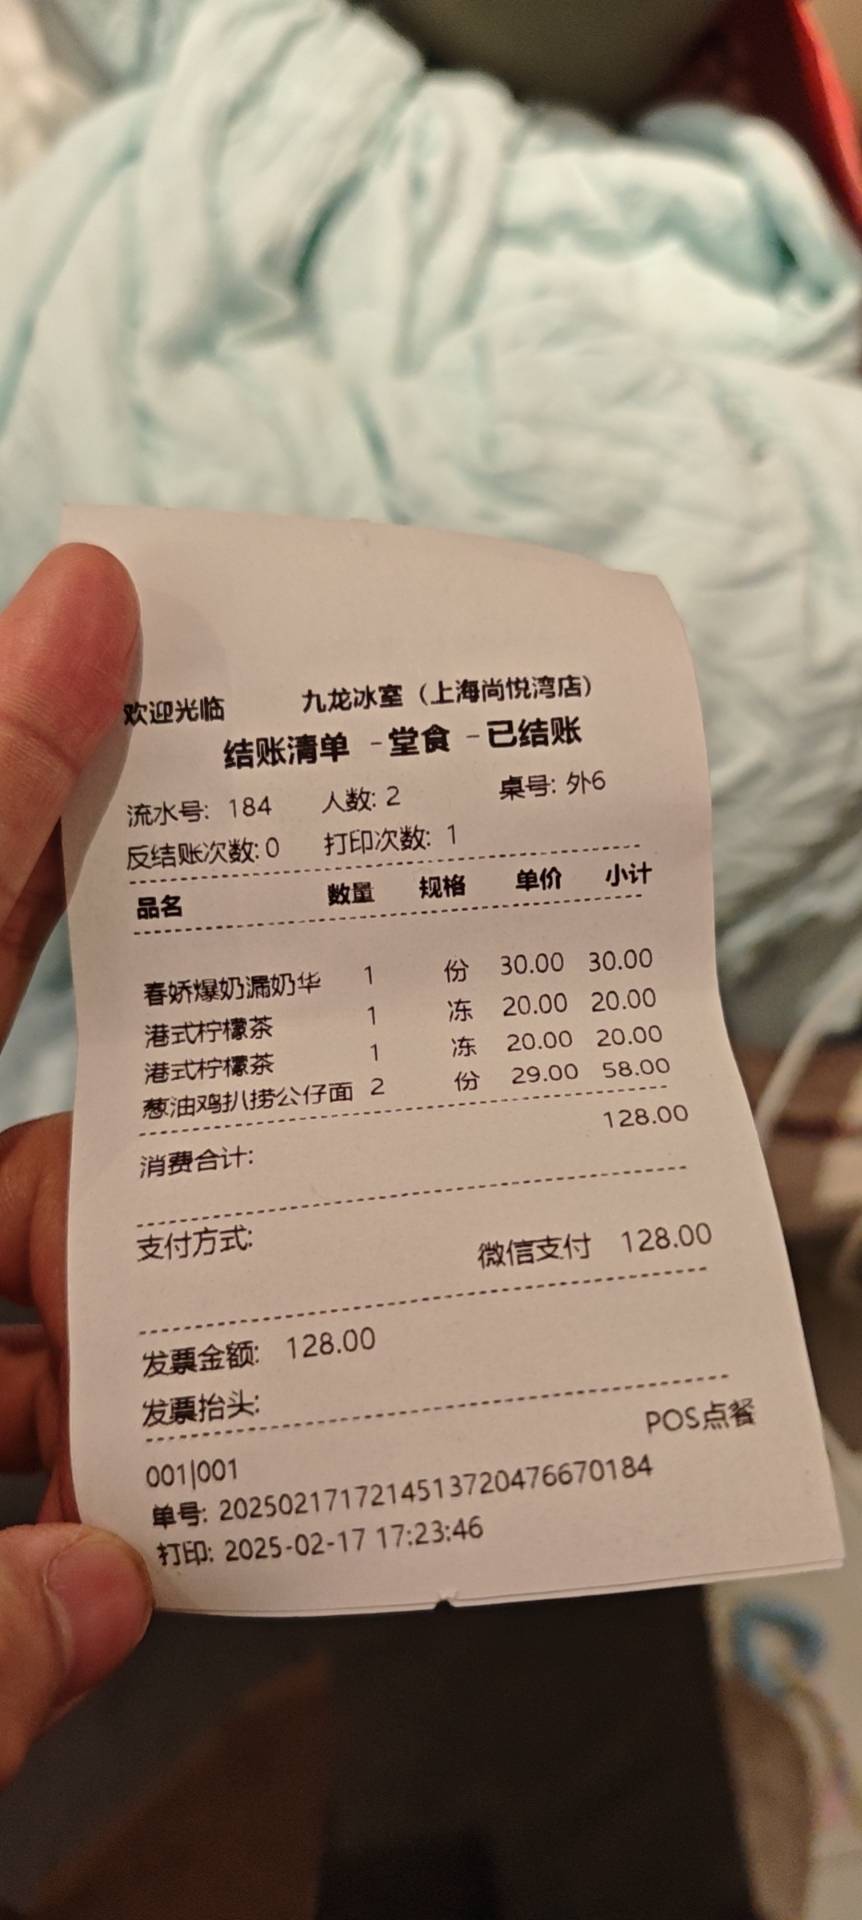 欢迎光临 九龙冰室（上海尚悦湾店）
结账清单 -堂食 -已结账
流水号: 184 人数: 2 桌号: 外6
反结账次数: 0 打印次数: 1
品名 数量 规格 单价 小计
春娇爆奶漏奶华 1 份 30.00 30.00
港式柠檬茶 1 冻 20.00 20.00
港式柠檬茶 1 冻 20.00 20.00
葱油鸡扒捞公仔面 2 份 29.00 58.00
消费合计: 128.00
支付方式:
微信支付 128.00
发票金额: 128.00
发票抬头:
001|001 POS点餐
单号: 2025021717214513720476670184
打印: 2025-02-17 17:23:46